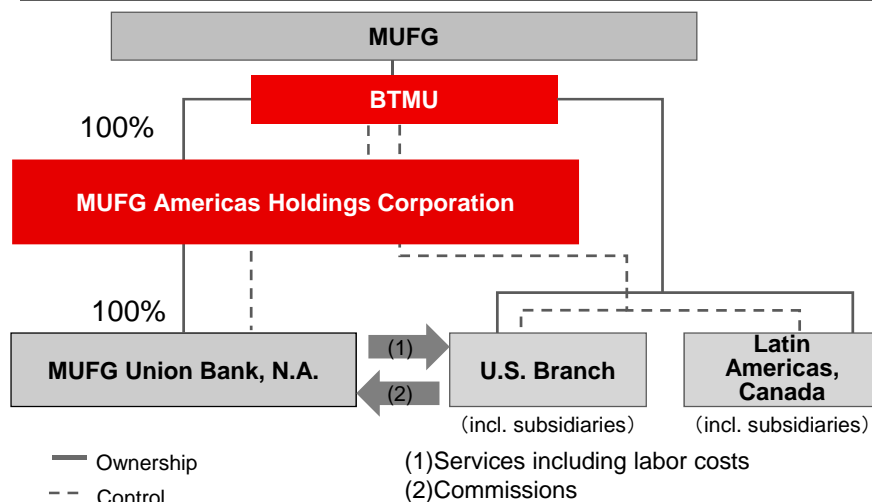 MUFG
BTMU
100%
MUFG Americas Holdings Corporation
100%
MUFG Union Bank, N.A.
(1)
(2)
U.S. Branch
Latin
Americas,
Canada
（incl. subsidiaries）
（incl. subsidiaries）
Ownership
Control
(1)Services including labor costs
(2)Commissions